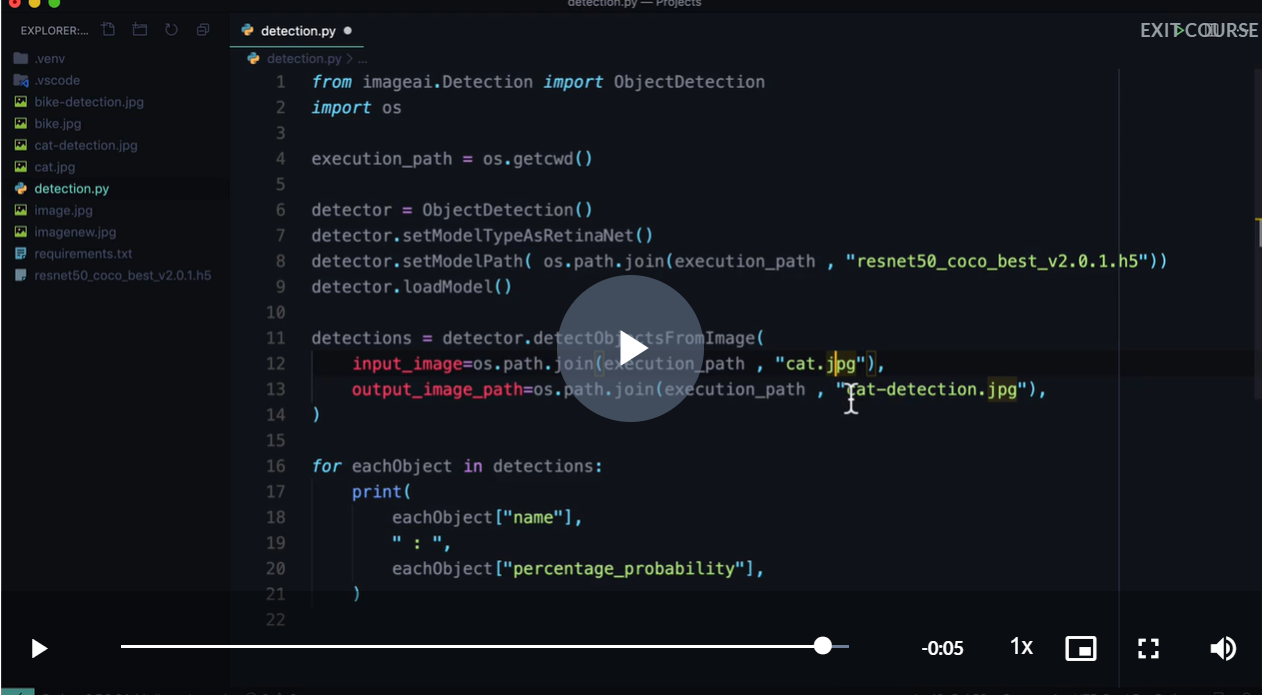 detection.py — Projects
EXPLORER:...
detection.py
EXIT COURSE
.venv
detection.py > ...
.vscode
bike-detection.jpg
bike.jpg
cat-detection.jpg
cat.jpg
detection.py
image.jpg
imagenew.jpg
requirements.txt
resnet50_coco_best_v2.0.1.h5
1 from imageai.Detection import ObjectDetection
2 import os
3
4 execution_path = os.getcwd()
5
6 detector = ObjectDetection()
7 detector.setModelTypeAsRetinaNet()
8 detector.setModelPath( os.path.join(execution_path , "resnet50_coco_best_v2.0.1.h5"))
9 detector.loadModel()
10
11 detections = detector.detectObjectsFromImage(
12 input_image=os.path.join(execution_path , "cat.jpg"),
13 output_image_path=os.path.join(execution_path , "cat-detection.jpg"),
14 )
15
16 for eachObject in detections:
17 print(
18 eachObject["name"],
19 " : ",
20 eachObject["percentage_probability"],
21 )
22
-0:05 1x